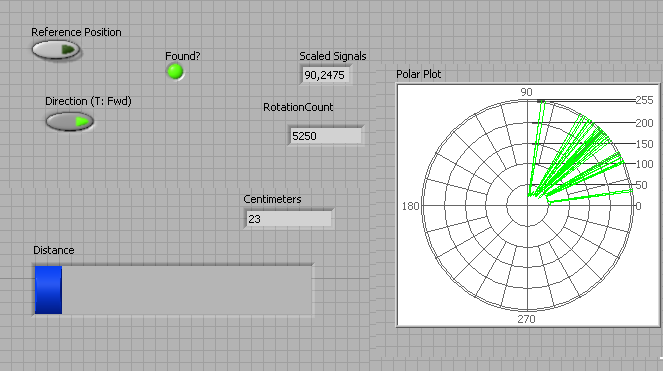 Reference Position
Found?
Scaled Signals
90,2475
Direction (T: Fwd)
RotationCount
5250
Centimeters
23
Distance
Polar Plot
90
255
200
150
100
50
0
180
270